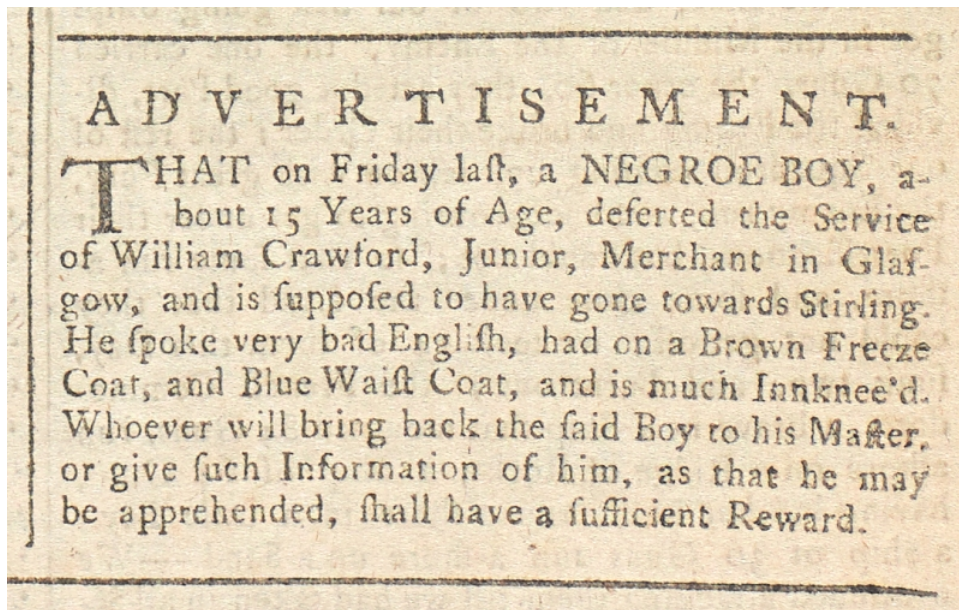 ADVERTISEMENT.
THAT on Friday laſt, a NEGROE BOY, a-
bout 15 Years of Age, deſerted the Service
of William Crawford, Junior, Merchant in Glaſ-
gow, and is ſuppoſed to have gone towards Stirling.
He ſpoke very bad Engliſh, had on a Brown Freeze
Coat, and Blue Waiſt Coat, and is much Innknee'd.
Whoever will bring back the ſaid Boy to his Maſter,
or give ſuch Information of him, as that he may
be apprehended, ſhall have a ſufficient Reward.